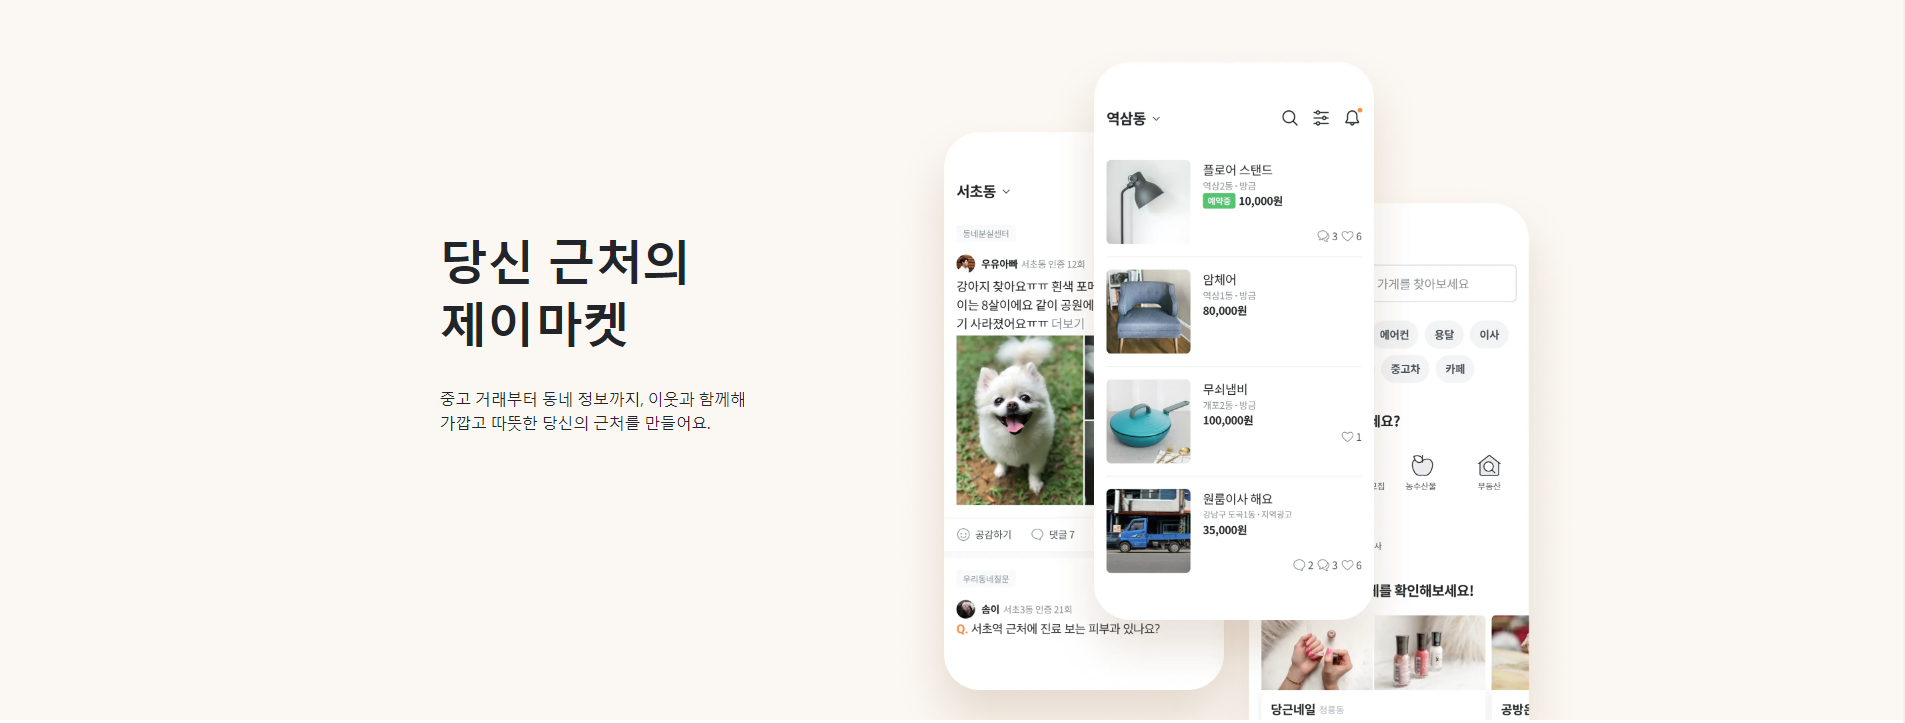 당신 근처의
제이마켓
중고 거래부터 동네 정보까지, 이웃과 함께해
가깝고 따뜻한 당신의 근처를 만들어요.
서초동
동네분실센터
우유아빠 서초동 인증 12회
강아지 찾아요ㅠㅠ 흰색 포메
이는 8살이에요 같이 공원에
기 사라졌어요ㅠㅠ 더보기
공감하기 댓글 7
우리동네질문
솜이 서초3동 인증 21회
Q. 서초역 근처에 진료 보는 피부과 있나요?
역삼동
플로어 스탠드
역삼2동 · 방금
예약중 10,000원
3 6
암체어
역삼1동 · 방금
80,000원
무쇠냄비
개포2동 · 방금
100,000원
1
원룸이사 해요
강남구 도곡1동 · 지역광고
35,000원
2 3 6
가게를 찾아보세요
에어컨 용달 이사
중고차 카페
세요?
모집 농수산물 부동산
사
게를 확인해보세요!
당근네일 청룡동
공방은